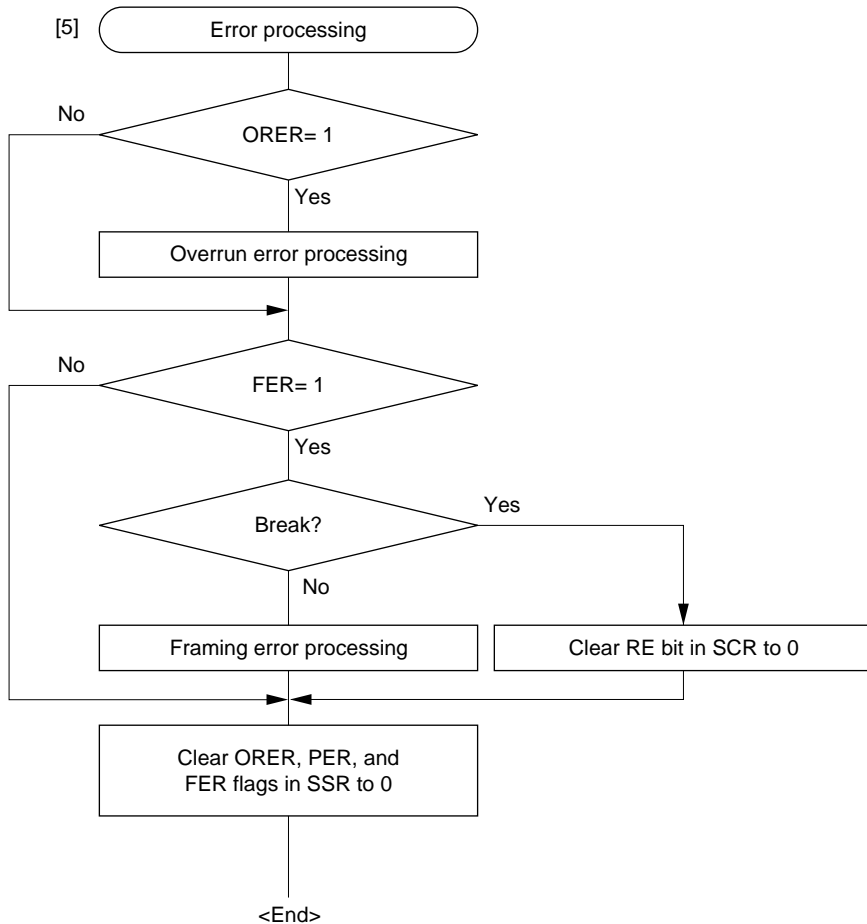 [5]
Error processing
No
ORER= 1
Yes
Overrun error processing
No
FER= 1
Yes
Break?
Yes
No
Framing error processing
Clear RE bit in SCR to 0
Clear ORER, PER, and
FER flags in SSR to 0
<End>